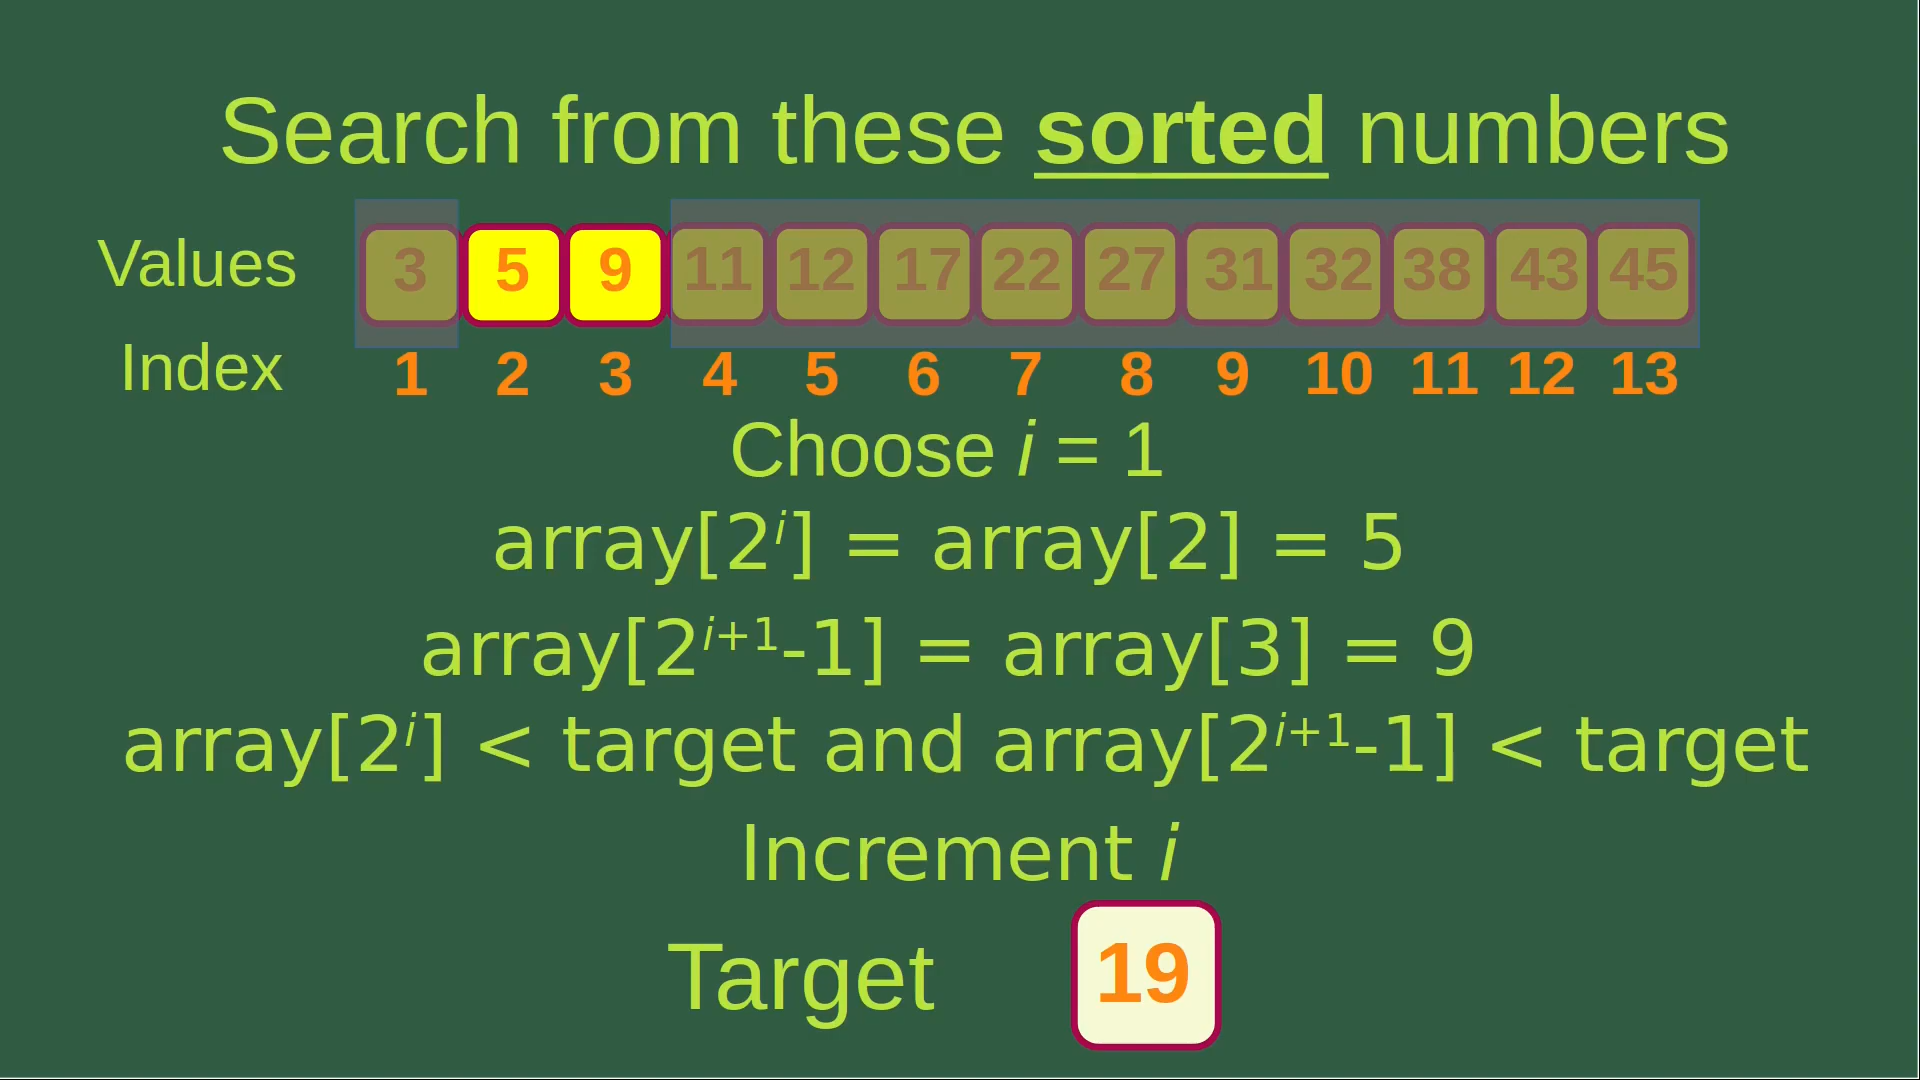 Search from these sorted numbers
Values 3 5 9 11 12 17 22 27 31 32 38 43 45
Index 1 2 3 4 5 6 7 8 9 10 11 12 13
Choose i = 1
array[2ⁱ] = array[2] = 5
array[2ⁱ⁺¹-1] = array[3] = 9
array[2ⁱ] < target and array[2ⁱ⁺¹-1] < target
Increment i
Target 19